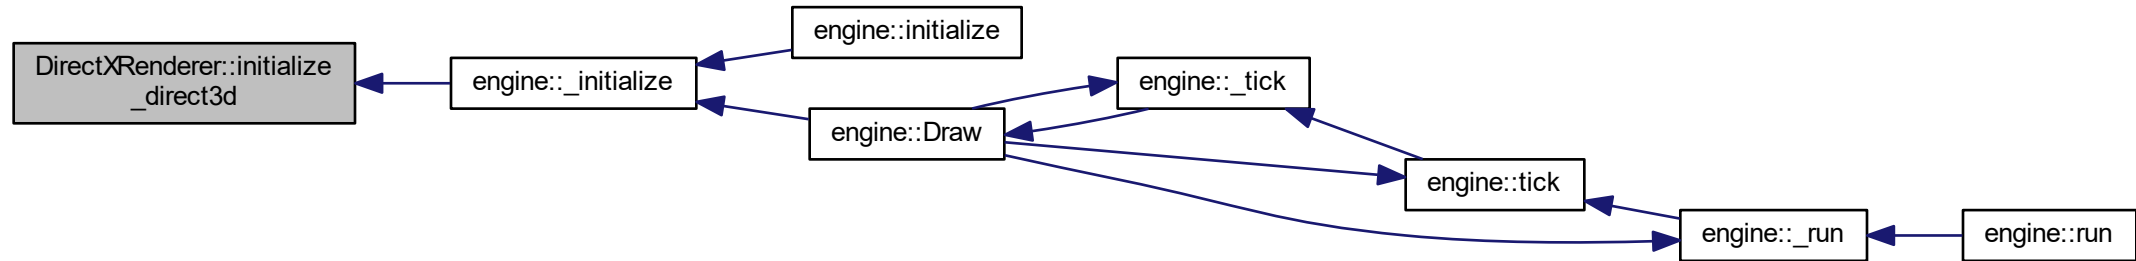 DirectXRenderer::initialize
_direct3d
engine::_initialize
engine::initialize
engine::Draw
engine::_tick
engine::tick
engine::_run
engine::run